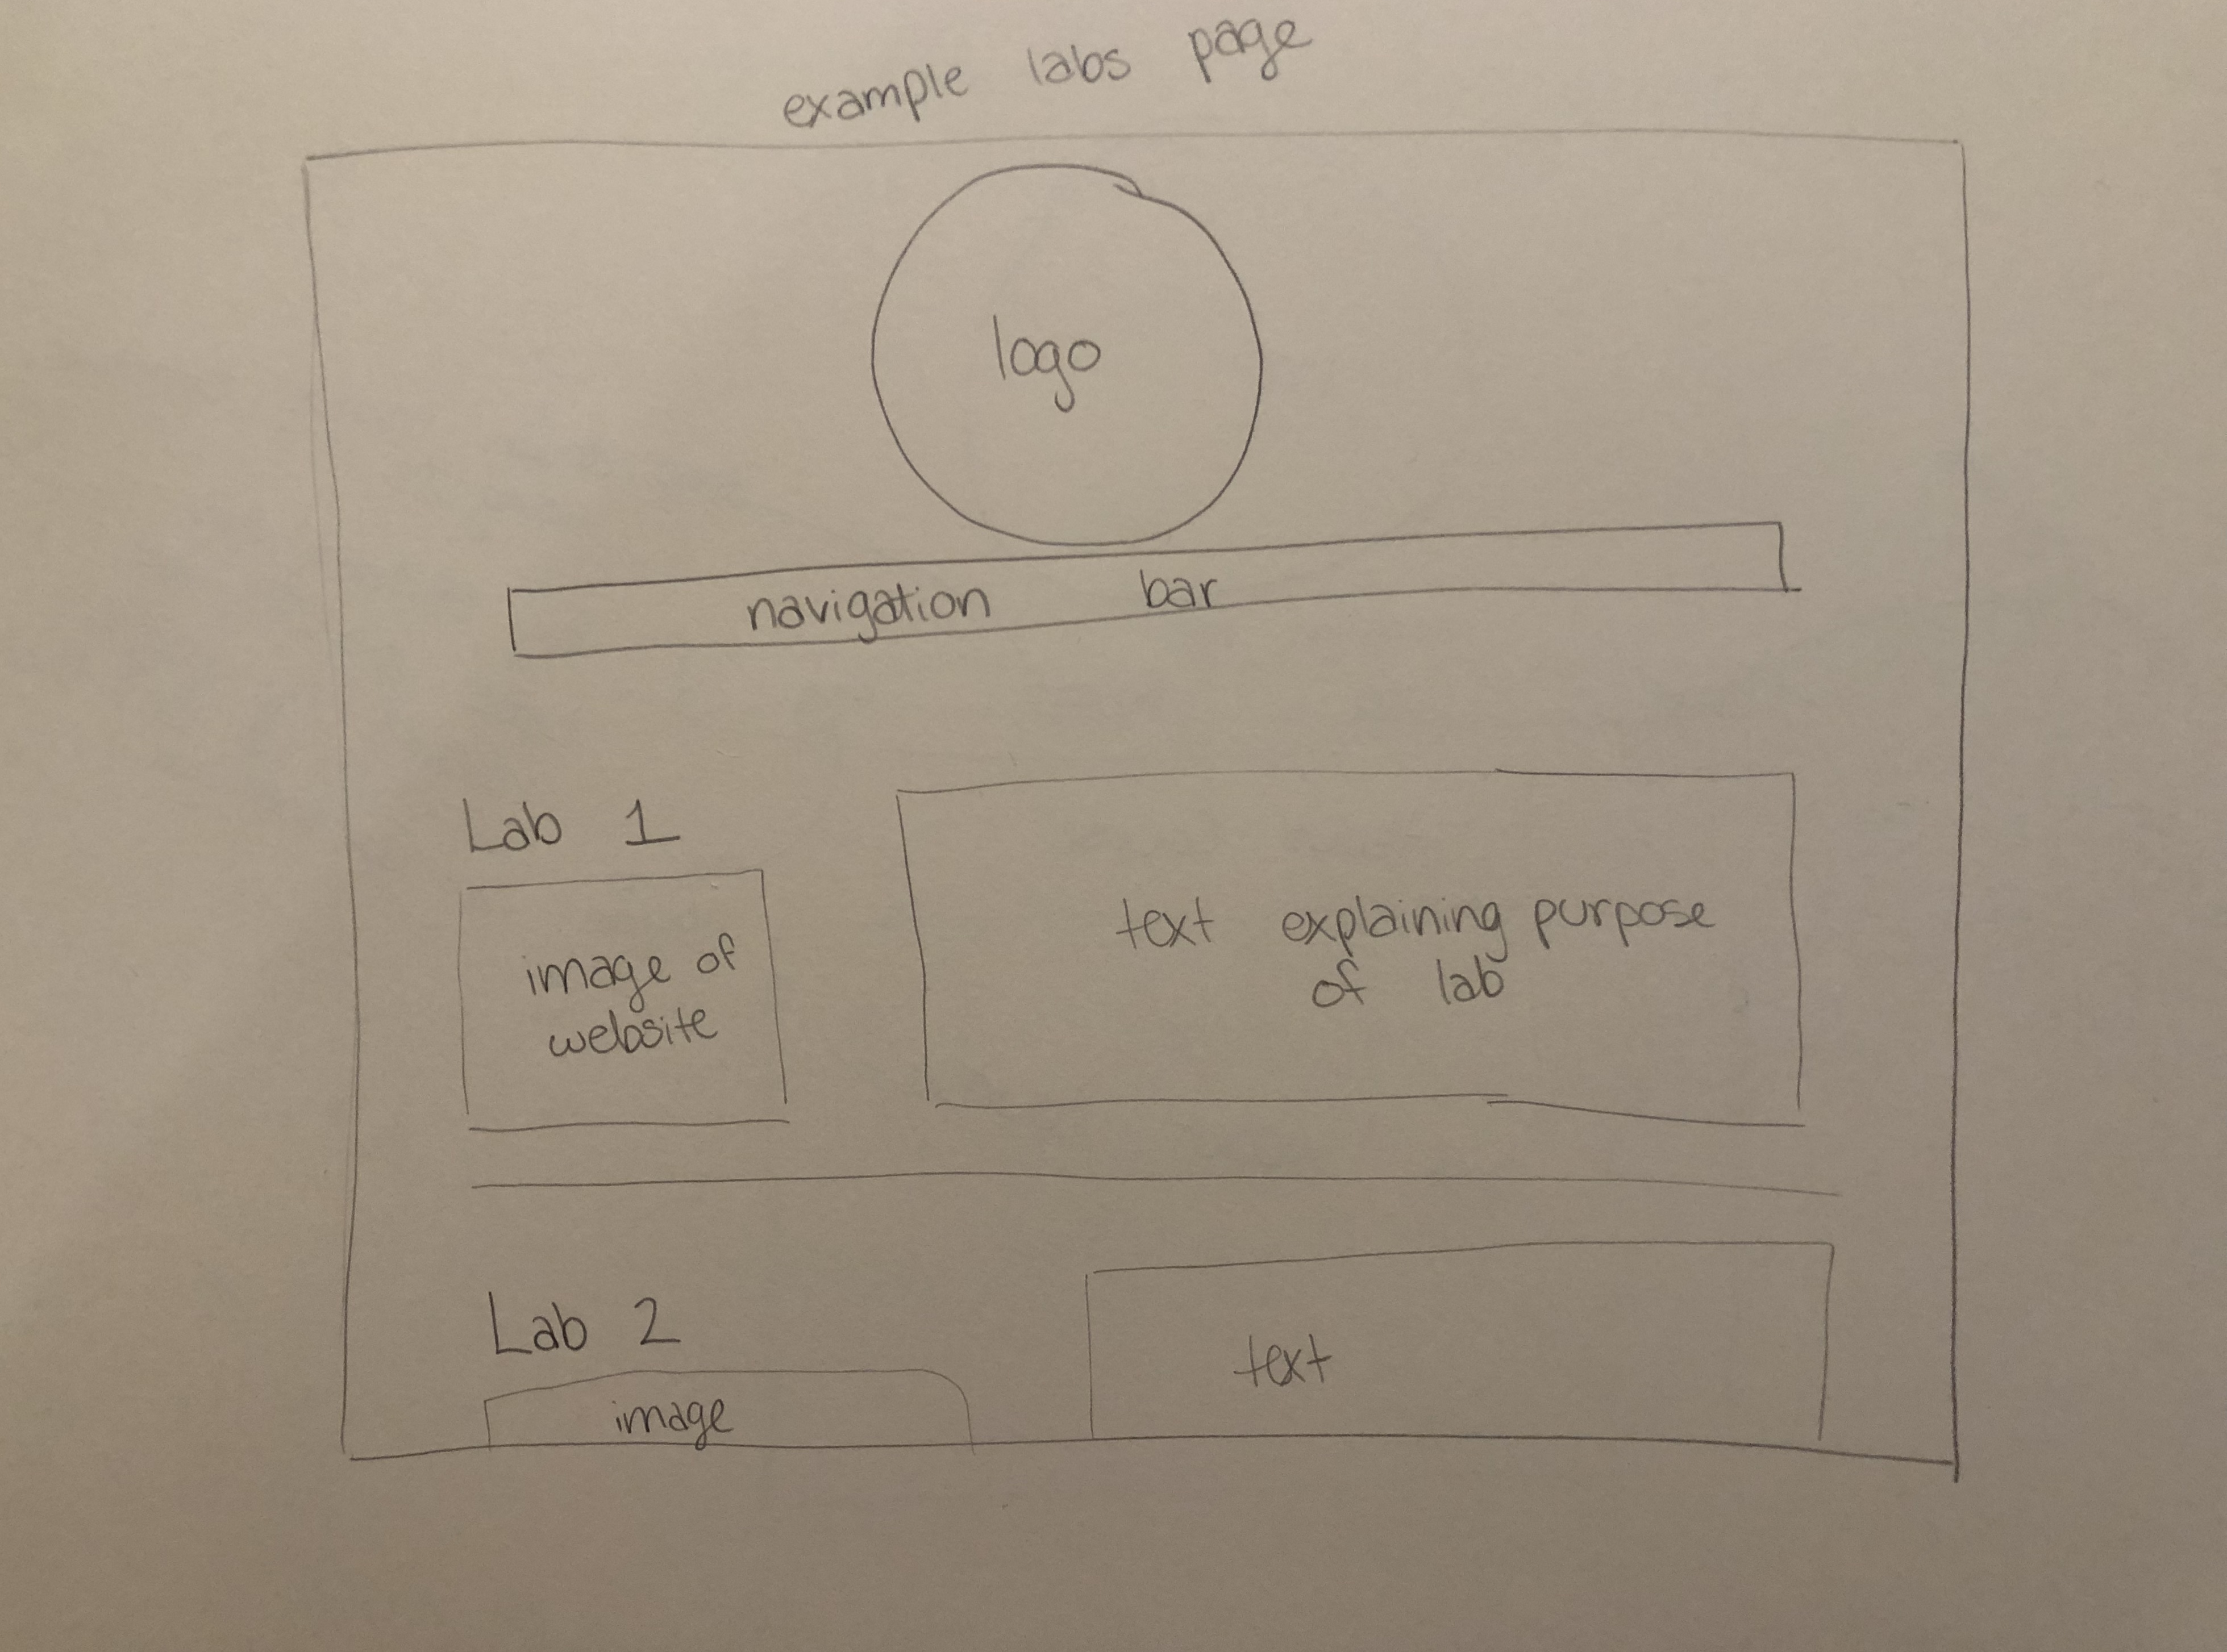 example labs page
logo
navigation bar
Lab 1
image of
website
text explaining purpose
of lab
Lab 2
image
text